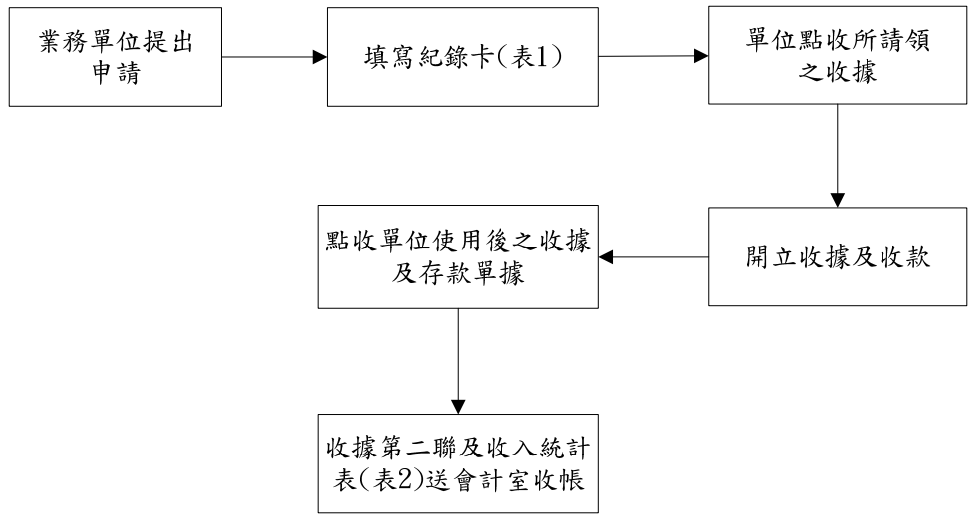 業務單位提出
申請
填寫紀錄卡(表1)
單位點收所請領
之收據
開立收據及收款
點收單位使用後之收據
及存款單據
收據第二聯及收入統計
表(表2)送會計室收帳